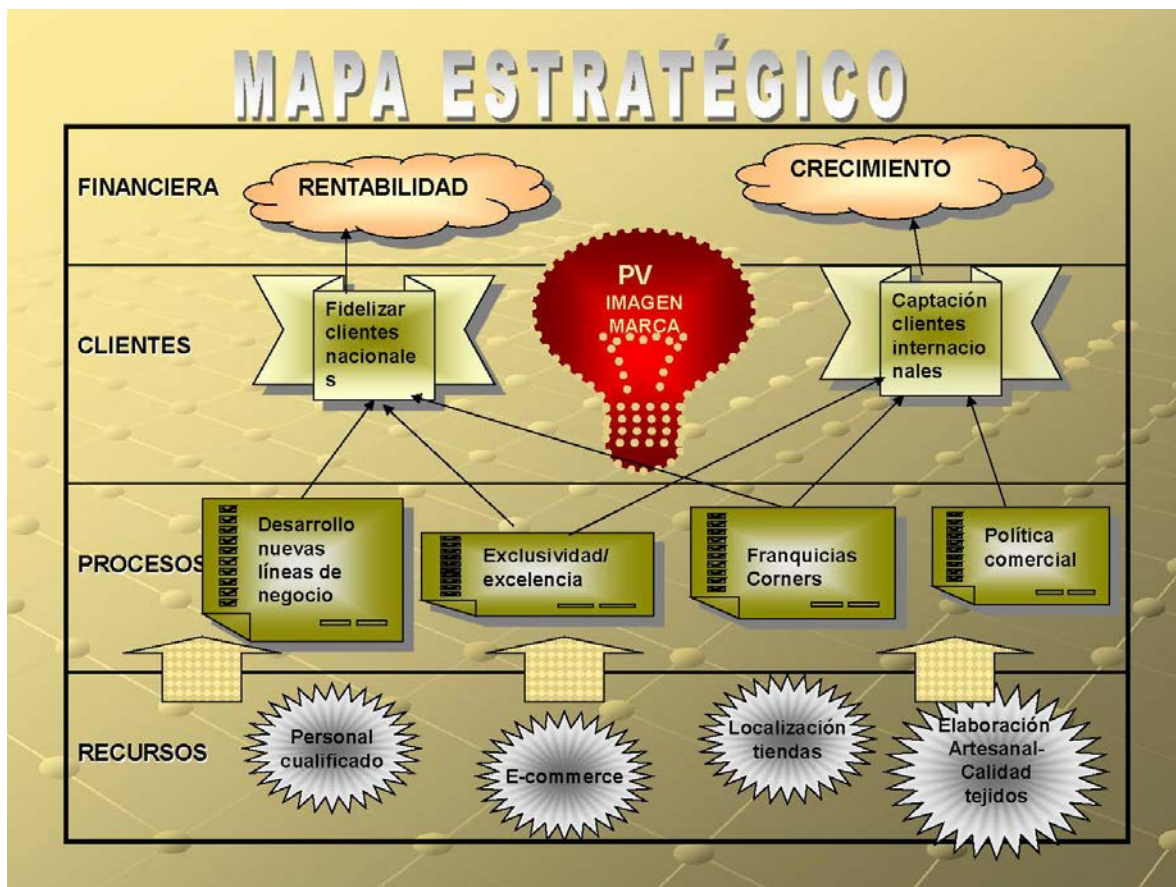 MAPA ESTRATÉGICO
FINANCIERA
RENTABILIDAD
CRECIMIENTO
CLIENTES
Fidelizar
clientes
nacionale
s
PV
IMAGEN
MARCA
Captación
clientes
internacio
nales
PROCESOS
Desarrollo
nuevas
líneas de
negocio
Exclusividad/
excelencia
Franquicias
Corners
Política
comercial
RECURSOS
Personal
cualificado
E-commerce
Localización
tiendas
Elaboración
Artesanal-
Calidad
tejidos